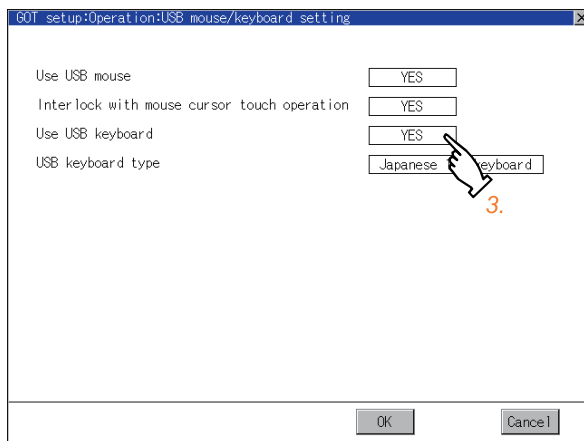 GOT setup:Operation:USB mouse/keyboard setting
Use USB mouse YES
Interlock with mouse cursor touch operation YES
Use USB keyboard YES
USB keyboard type Japanese keyboard
3.
OK Cancel